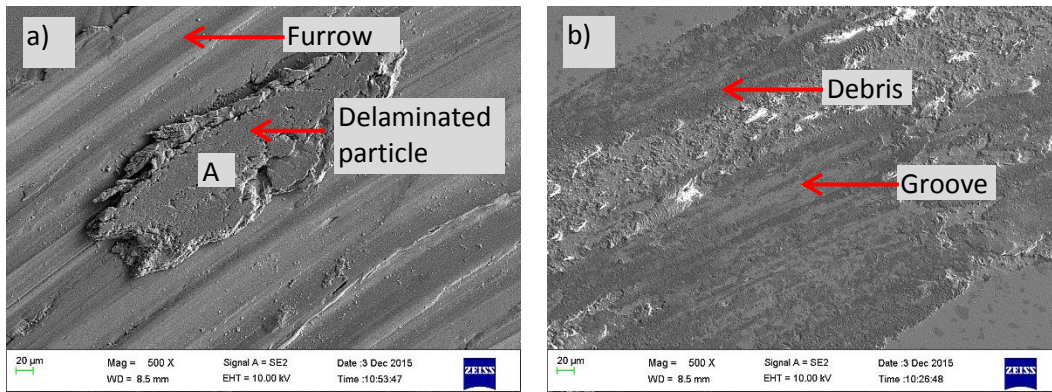 a)
Furrow
Delaminated
particle
A
20 µm
Mag = 500 X
Signal A = SE2
Date :3 Dec 2015
WD = 8.5 mm
EHT = 10.00 kV
Time :10:53:47
ZEISS
b)
Debris
Groove
20 µm
Mag = 500 X
Signal A = SE2
Date :3 Dec 2015
WD = 8.5 mm
EHT = 10.00 kV
Time :10:26:48
ZEISS